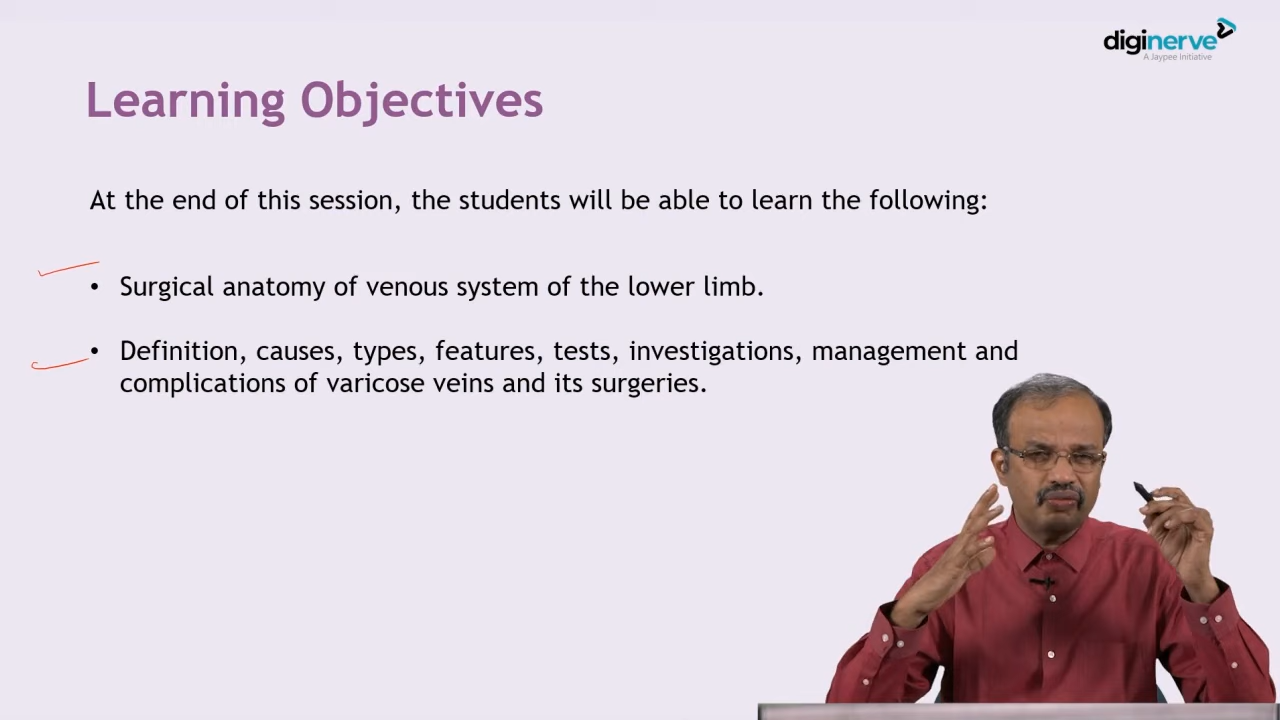 diginerve
A Jaypee Initiative
Learning Objectives
At the end of this session, the students will be able to learn the following:
• Surgical anatomy of venous system of the lower limb.
• Definition, causes, types, features, tests, investigations, management and
complications of varicose veins and its surgeries.